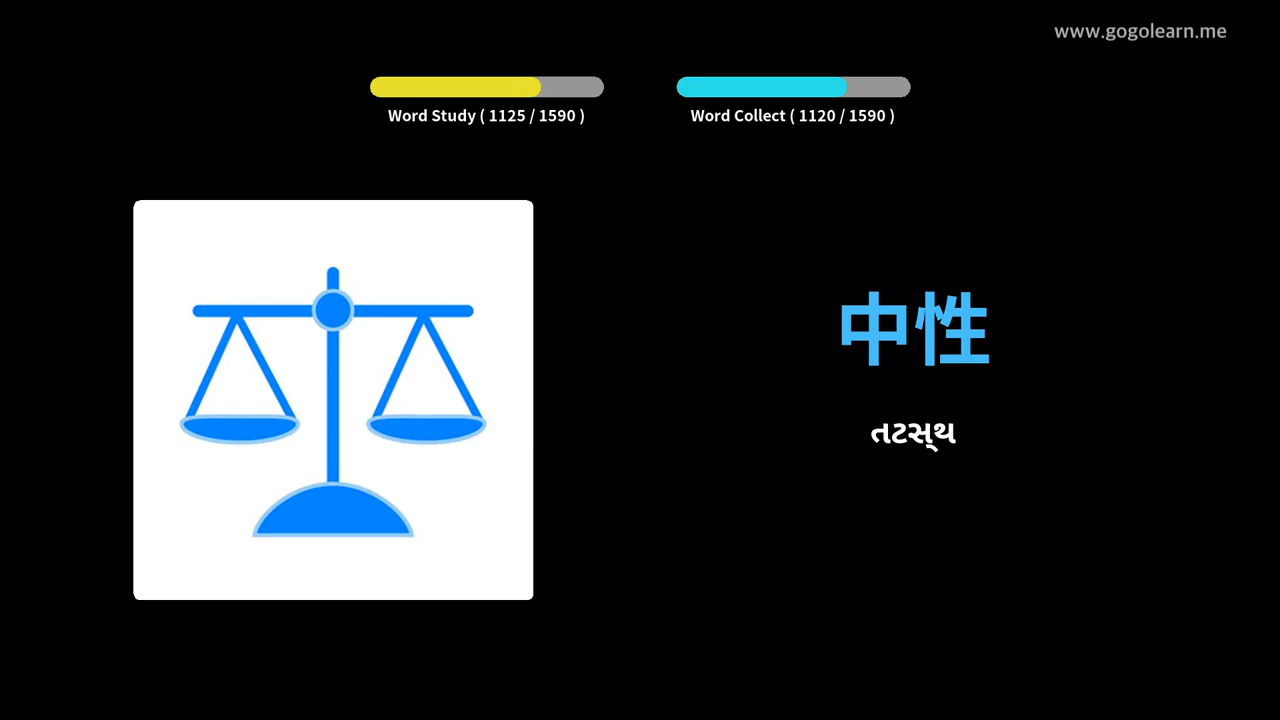 www.gogolearn.me
Word Study ( 1125 / 1590 )
Word Collect ( 1120 / 1590 )
中性
તટસ્થ